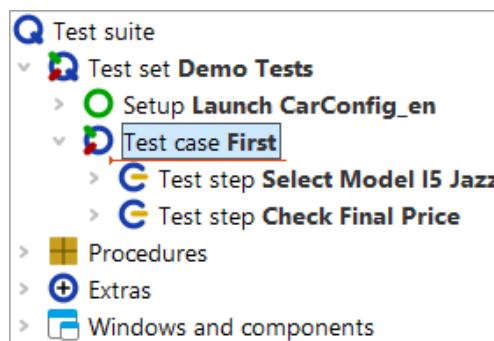 Test suite
Test set Demo Tests
Setup Launch CarConfig_en
Test case First
Test step Select Model I5 Jazz
Test step Check Final Price
Procedures
Extras
Windows and components